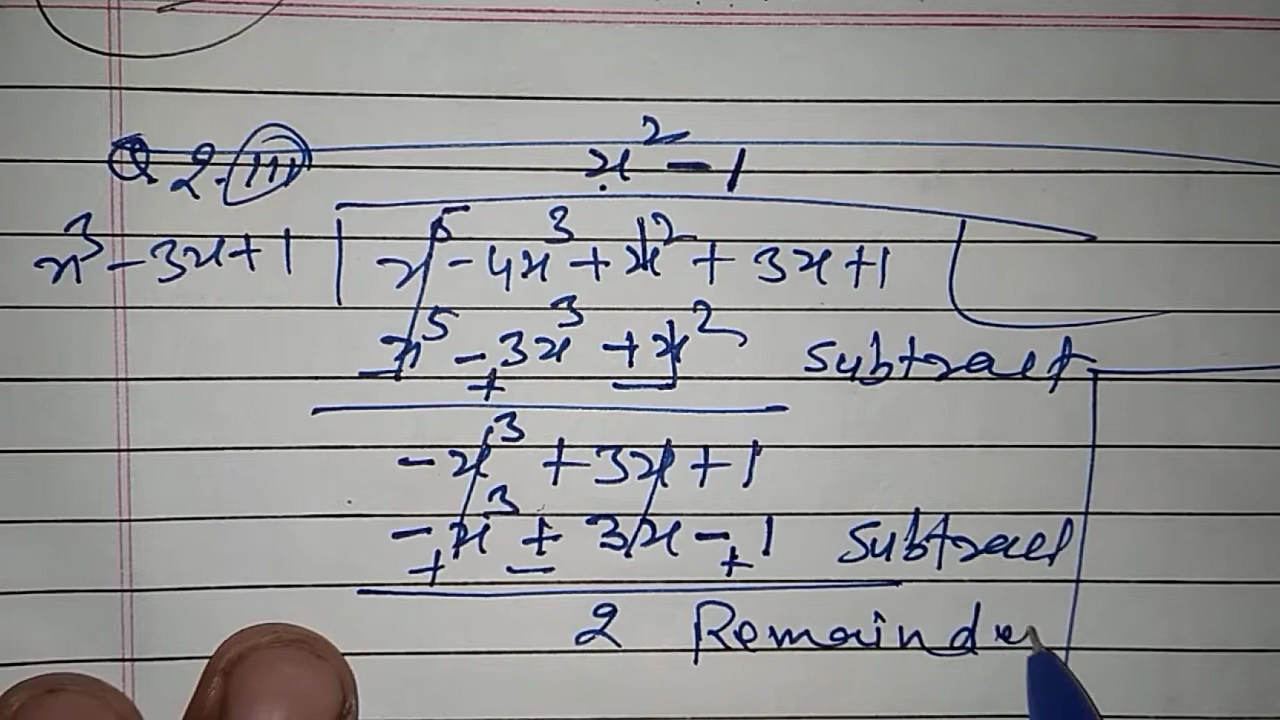 Q 2. (iii)
x² - 1
x³ - 3x + 1 | x⁵ - 4x³ + x² + 3x + 1
x⁵ - 3x³ + x² Subtract
- + -
- x³ + 3x + 1
- x³ + 3x - 1 Subtract
+ - +
2 Remainder